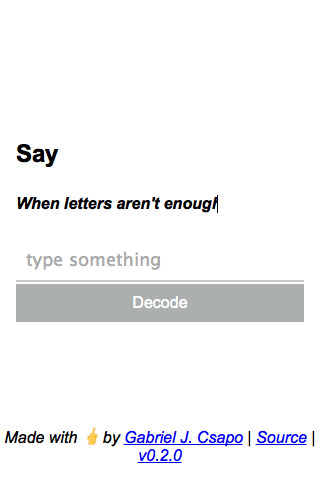 Say
When letters aren't enough
type something
Decode
Made with 🖕 by Gabriel J. Csapo | Source |
v0.2.0